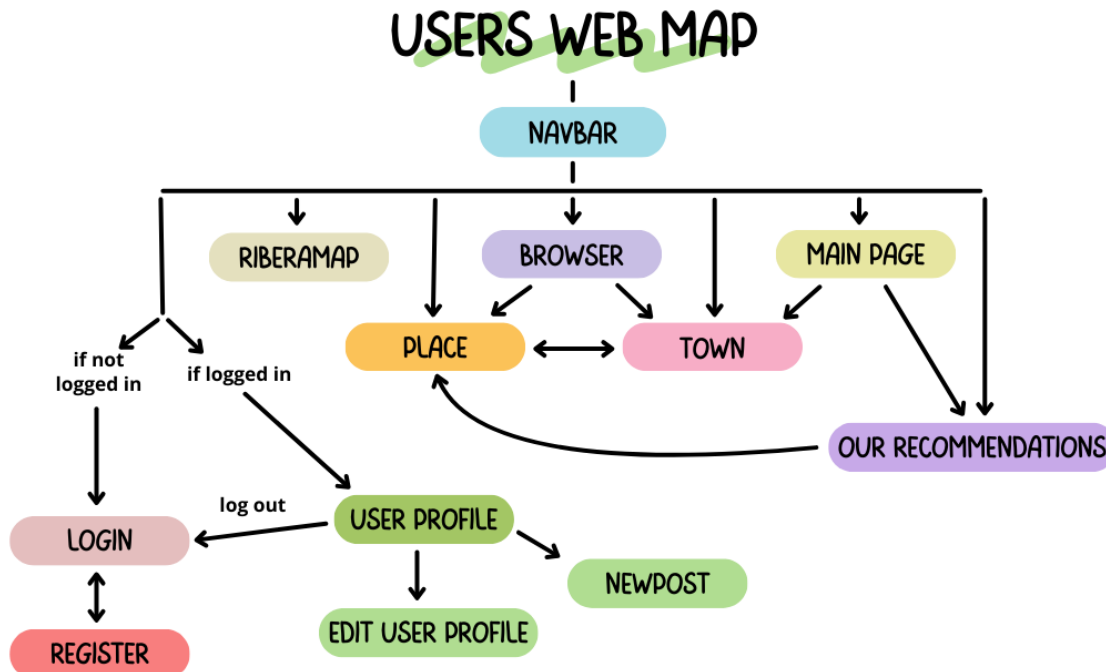 USERS WEB MAP
NAVBAR
RIBERAMAP
BROWSER
MAIN PAGE
PLACE
TOWN
if not
logged in
if logged in
OUR RECOMMENDATIONS
log out
USER PROFILE
LOGIN
NEWPOST
EDIT USER PROFILE
REGISTER